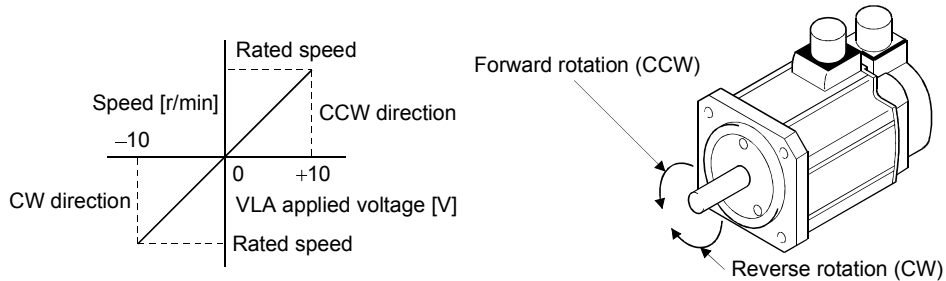 Rated speed
Speed [r/min]
CCW direction
−10
0
+10
CW direction
VLA applied voltage [V]
Rated speed
Forward rotation (CCW)
Reverse rotation (CW)